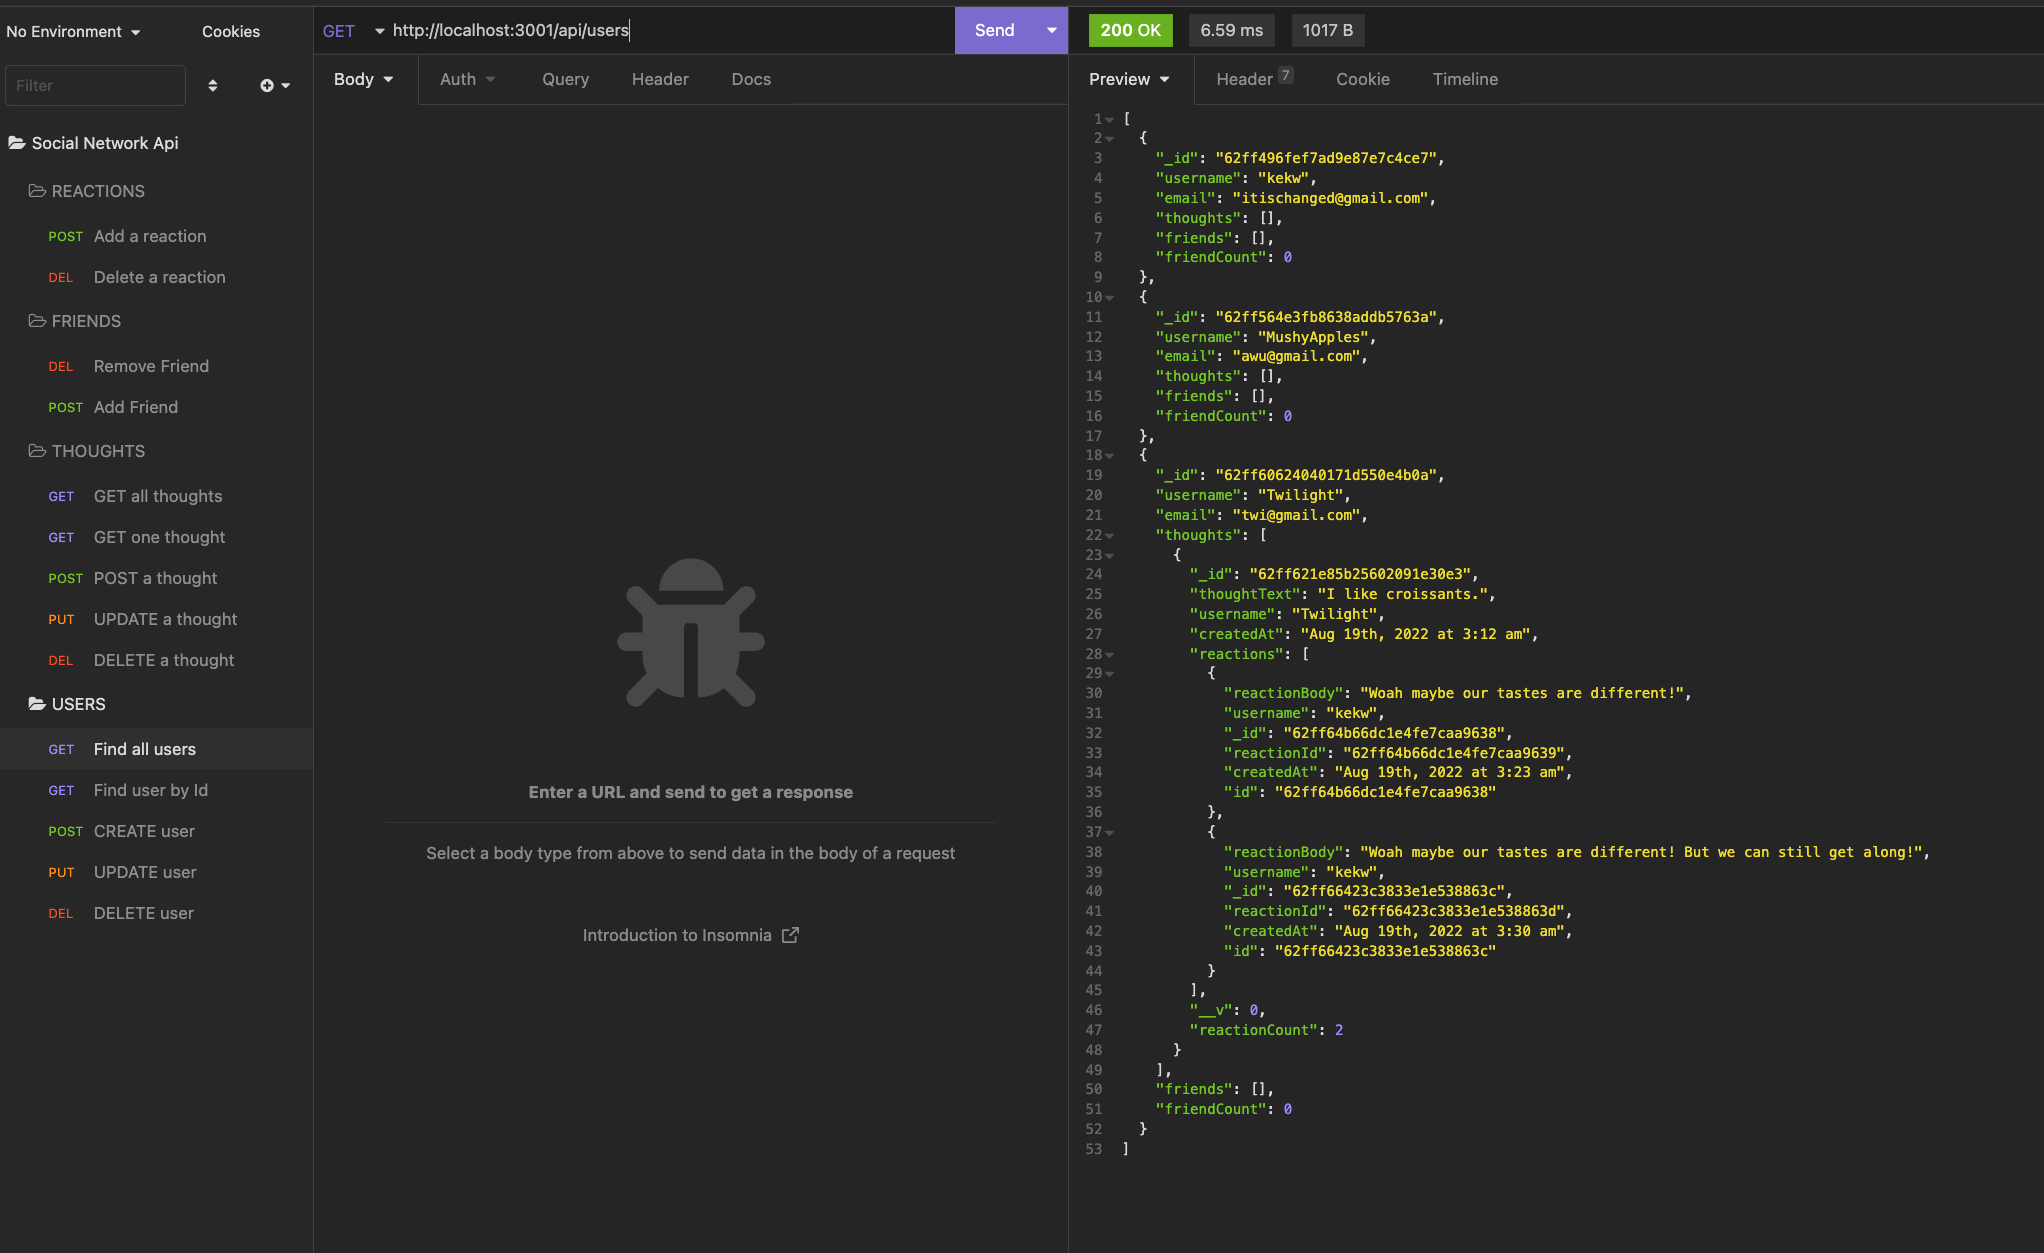 No Environment
Cookies
Filter
Social Network Api
REACTIONS
POST Add a reaction
DEL Delete a reaction
FRIENDS
DEL Remove Friend
POST Add Friend
THOUGHTS
GET GET all thoughts
GET GET one thought
POST POST a thought
PUT UPDATE a thought
DEL DELETE a thought
USERS
GET Find all users
GET Find user by Id
POST CREATE user
PUT UPDATE user
DEL DELETE user
GET http://localhost:3001/api/users Send
Body Auth Query Header Docs
Enter a URL and send to get a response
Select a body type from above to send data in the body of a request
Introduction to Insomnia
200 OK 6.59 ms 1017 B
Preview Header 7 Cookie Timeline
1 [
2 {
3 "_id": "62ff496fef7ad9e87e7c4ce7",
4 "username": "kekw",
5 "email": "itischanged@gmail.com",
6 "thoughts": [],
7 "friends": [],
8 "friendCount": 0
9 },
10 {
11 "_id": "62ff564e3fb8638addb5763a",
12 "username": "MushyApples",
13 "email": "awu@gmail.com",
14 "thoughts": [],
15 "friends": [],
16 "friendCount": 0
17 },
18 {
19 "_id": "62ff60624040171d550e4b0a",
20 "username": "Twilight",
21 "email": "twi@gmail.com",
22 "thoughts": [
23 {
24 "_id": "62ff621e85b25602091e30e3",
25 "thoughtText": "I like croissants.",
26 "username": "Twilight",
27 "createdAt": "Aug 19th, 2022 at 3:12 am",
28 "reactions": [
29 {
30 "reactionBody": "Woah maybe our tastes are different!",
31 "username": "kekw",
32 "_id": "62ff64b66dc1e4fe7caa9638",
33 "reactionId": "62ff64b66dc1e4fe7caa9639",
34 "createdAt": "Aug 19th, 2022 at 3:23 am",
35 "id": "62ff64b66dc1e4fe7caa9638"
36 },
37 {
38 "reactionBody": "Woah maybe our tastes are different! But we can still get along!",
39 "username": "kekw",
40 "_id": "62ff66423c3833e1e538863c",
41 "reactionId": "62ff66423c3833e1e538863d",
42 "createdAt": "Aug 19th, 2022 at 3:30 am",
43 "id": "62ff66423c3833e1e538863c"
44 }
45 ],
46 "__v": 0,
47 "reactionCount": 2
48 }
49 ],
50 "friends": [],
51 "friendCount": 0
52 }
53 ]